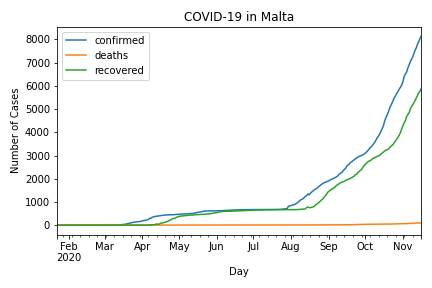 COVID-19 in Malta
confirmed
deaths
recovered
Number of Cases
8000
7000
6000
5000
4000
3000
2000
1000
0
Feb Mar Apr May Jun Jul Aug Sep Oct Nov
2020
Day